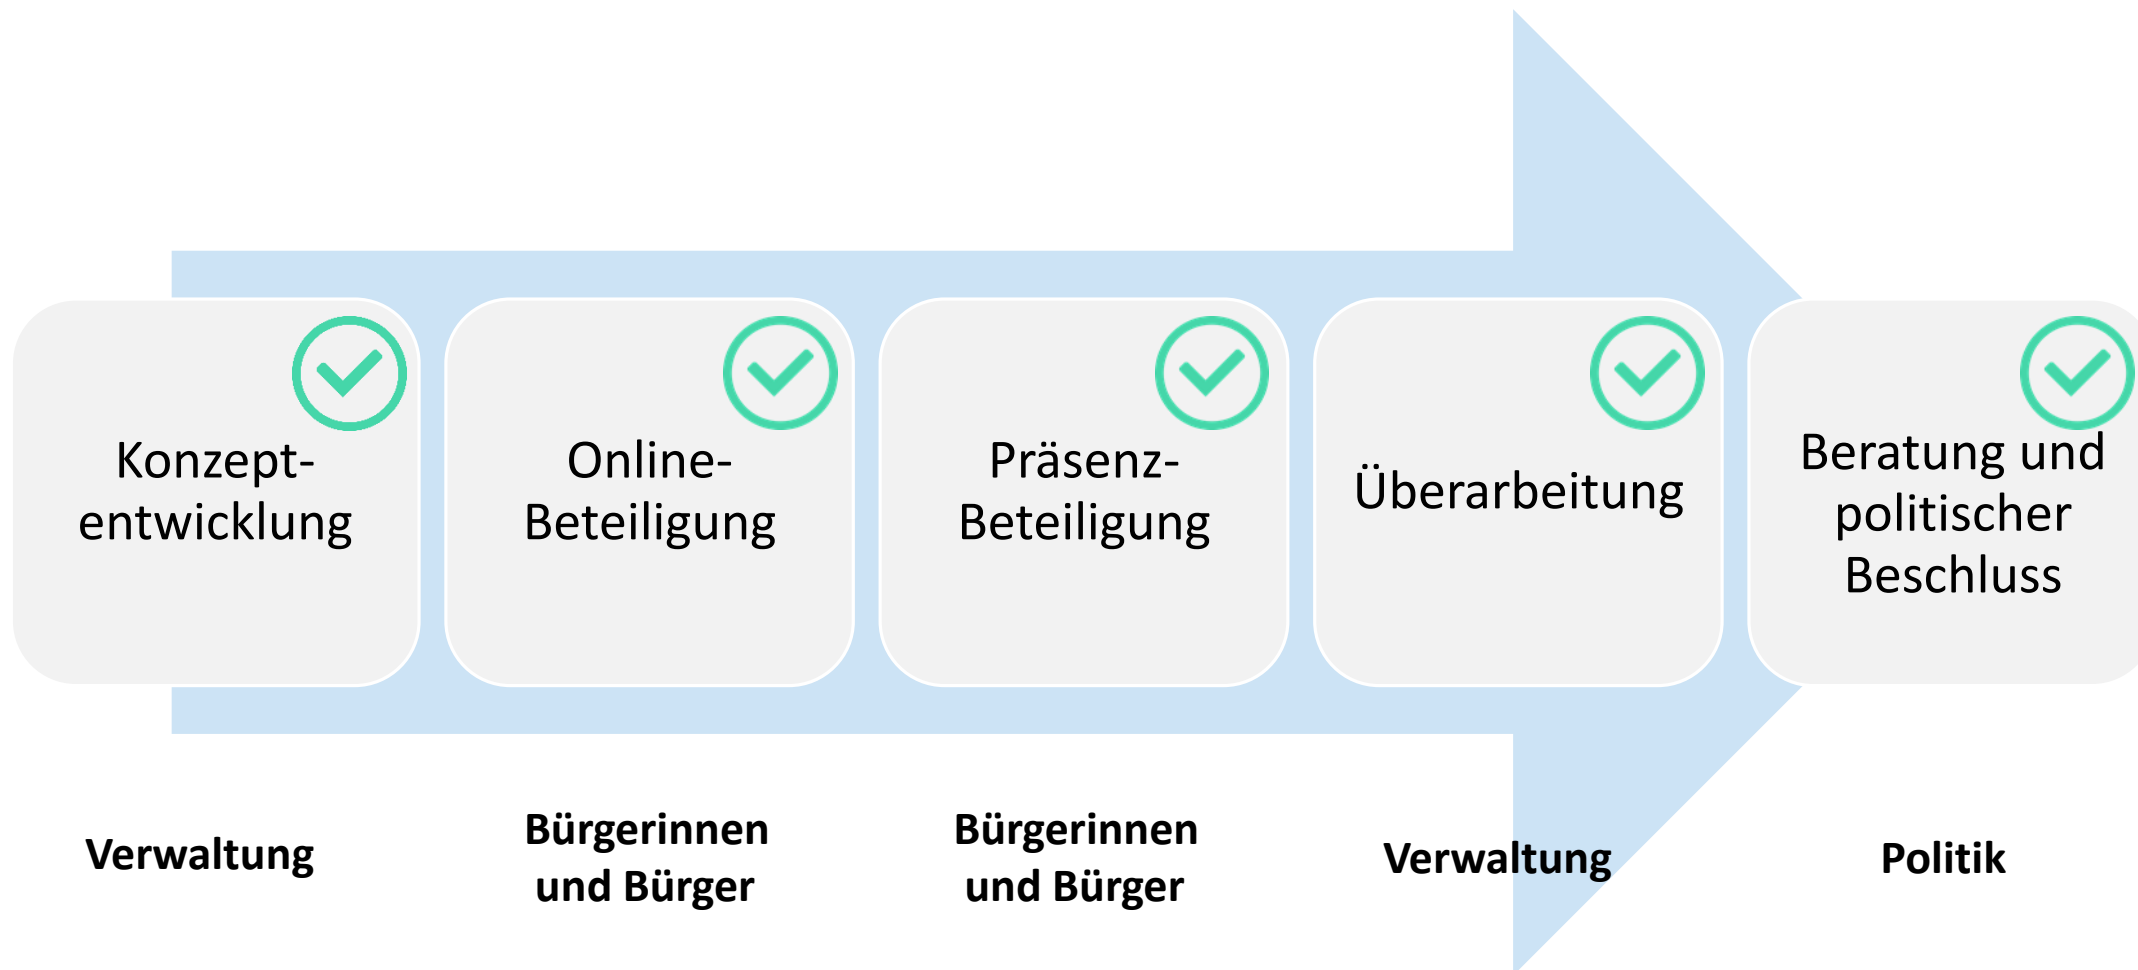 Konzept-
entwicklung
Online-
Beteiligung
Präsenz-
Beteiligung
Überarbeitung
Beratung und
politischer
Beschluss
Verwaltung
Bürgerinnen
und Bürger
Bürgerinnen
und Bürger
Verwaltung
Politik